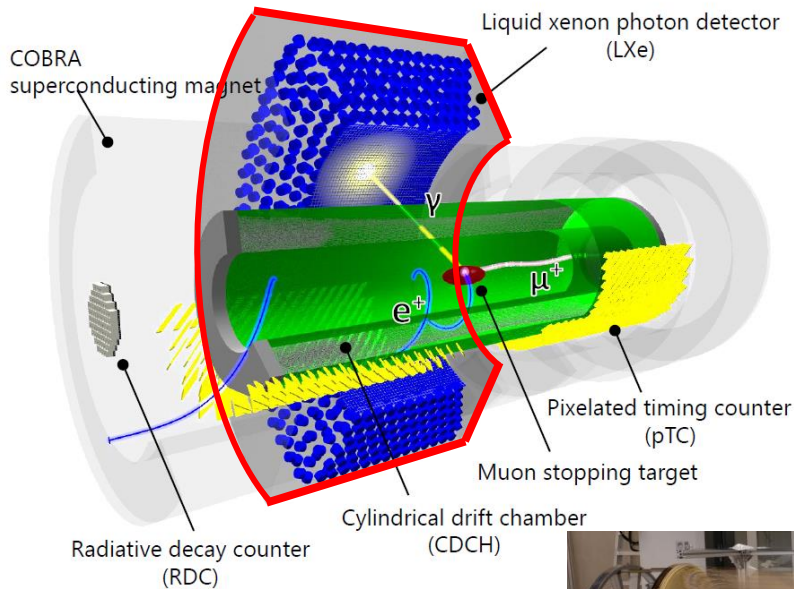 Liquid xenon photon detector
(LXe)
COBRA
superconducting magnet
γ
μ⁺
e⁺
Pixelated timing counter
(pTC)
Muon stopping target
Cylindrical drift chamber
(CDCH)
Radiative decay counter
(RDC)